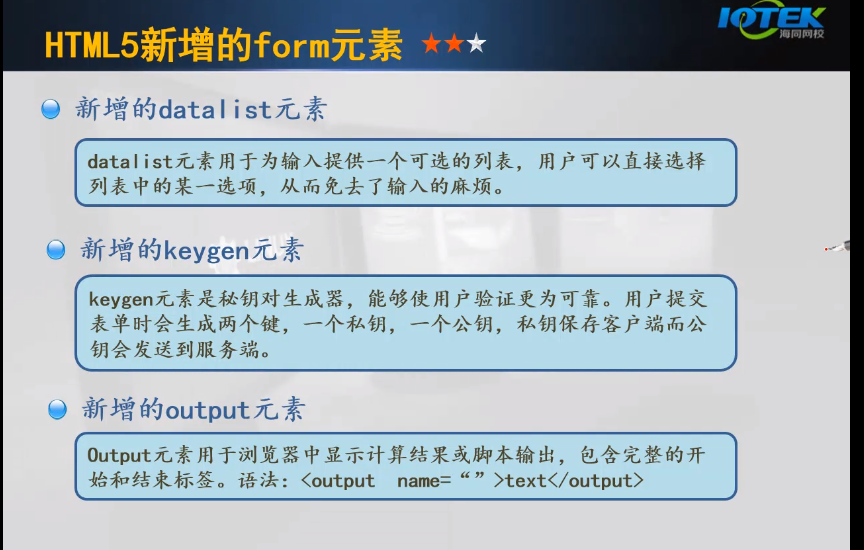 HTML5新增的form元素
IOTEK
海同网校
新增的datalist元素
datalist元素用于为输入提供一个可选的列表，用户可以直接选择
列表中的某一选项，从而免去了输入的麻烦。
新增的keygen元素
keygen元素是秘钥对生成器，能够使用户验证更为可靠。用户提交
表单时会生成两个键，一个私钥，一个公钥，私钥保存客户端而公
钥会发送到服务端。
新增的output元素
Output元素用于浏览器中显示计算结果或脚本输出，包含完整的开
始和结束标签。语法：<output name=“”>text</output>